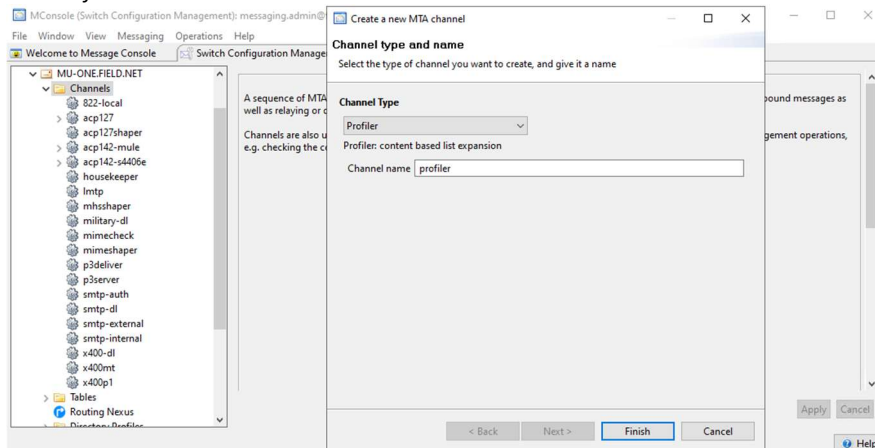 MConsole (Switch Configuration Management): messaging.admin@
File Window View Messaging Operations Help
Welcome to Message Console
Switch Configuration Manage
MU-ONE.FIELD.NET
Channels
822-local
acp127
acp127shaper
acp142-mule
acp142-s4406e
housekeeper
lmtp
mhsshaper
military-dl
mimecheck
mimeshaper
p3deliver
p3server
smtp-auth
smtp-dl
smtp-external
smtp-internal
x400-dl
x400mt
x400p1
Tables
Routing Nexus
Directory Profiles
A sequence of MTA
well as relaying or
Channels are also u
e.g. checking the co
Create a new MTA channel
Channel type and name
Select the type of channel you want to create, and give it a name
Channel Type
Profiler
Profiler: content based list expansion
Channel name profiler
< Back Next > Finish Cancel
ound messages as
gement operations,
Apply Cancel
Help